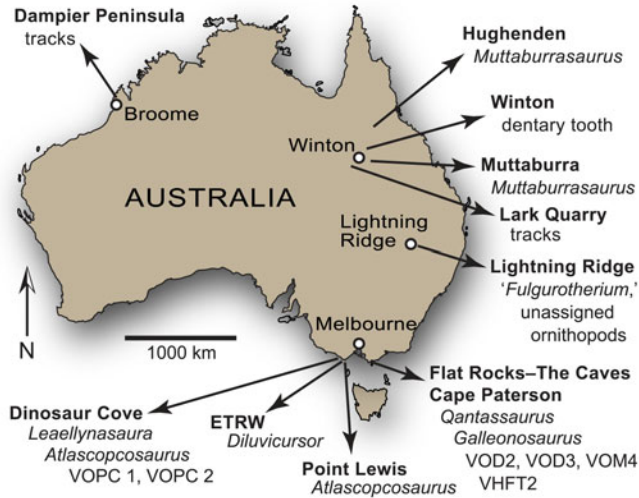 Dampier Peninsula
tracks
Broome
Hughenden
Muttaburrasaurus
Winton
dentary tooth
Winton
Muttaburra
Muttaburrasaurus
AUSTRALIA
Lark Quarry
tracks
Lightning
Ridge
Lightning Ridge
‘Fulgurotherium,’
unassigned
ornithopods
N
1000 km
Melbourne
Flat Rocks–The Caves
Cape Paterson
Qantassaurus
Galleonosaurus
VOD2, VOD3, VOM4
VHFT2
Dinosaur Cove
Leaellynasaura
Atlascopcosaurus
VOPC 1, VOPC 2
ETRW
Diluvicursor
Point Lewis
Atlascopcosaurus